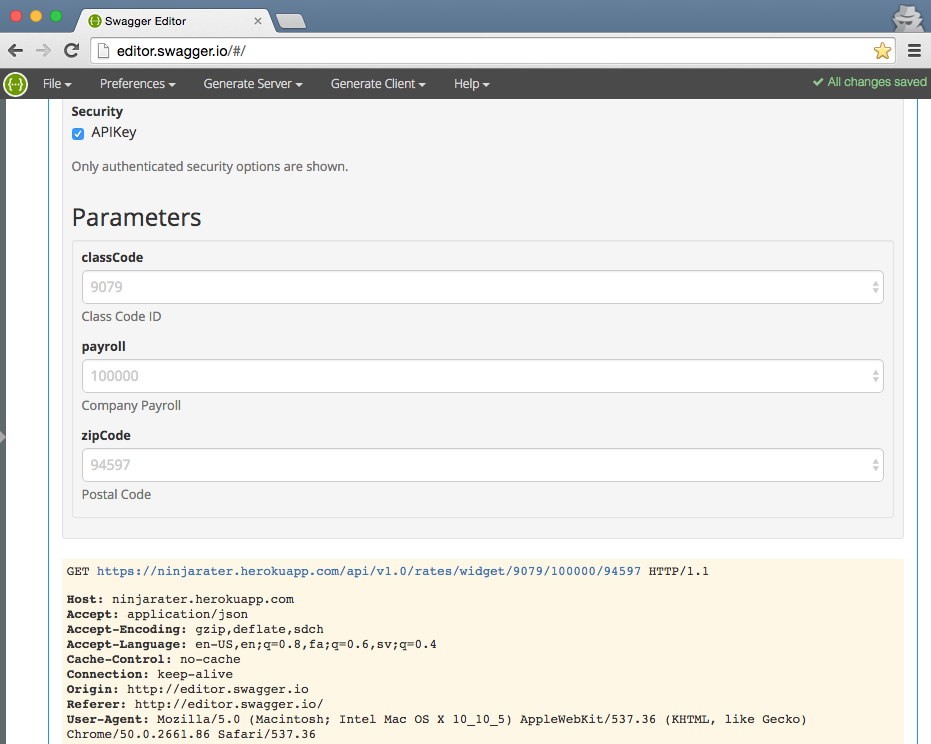 Swagger Editor
editor.swagger.io/#/
File Preferences Generate Server Generate Client Help All changes saved
Security
APIKey
Only authenticated security options are shown.
Parameters
classCode
9079
Class Code ID
payroll
100000
Company Payroll
zipCode
94597
Postal Code
GET https://ninjarater.herokuapp.com/api/v1.0/rates/widget/9079/100000/94597 HTTP/1.1
Host: ninjarater.herokuapp.com
Accept: application/json
Accept-Encoding: gzip,deflate,sdch
Accept-Language: en-US,en;q=0.8,fa;q=0.6,sv;q=0.4
Cache-Control: no-cache
Connection: keep-alive
Origin: http://editor.swagger.io
Referer: http://editor.swagger.io/
User-Agent: Mozilla/5.0 (Macintosh; Intel Mac OS X 10_10_5) AppleWebKit/537.36 (KHTML, like Gecko)
Chrome/50.0.2661.86 Safari/537.36